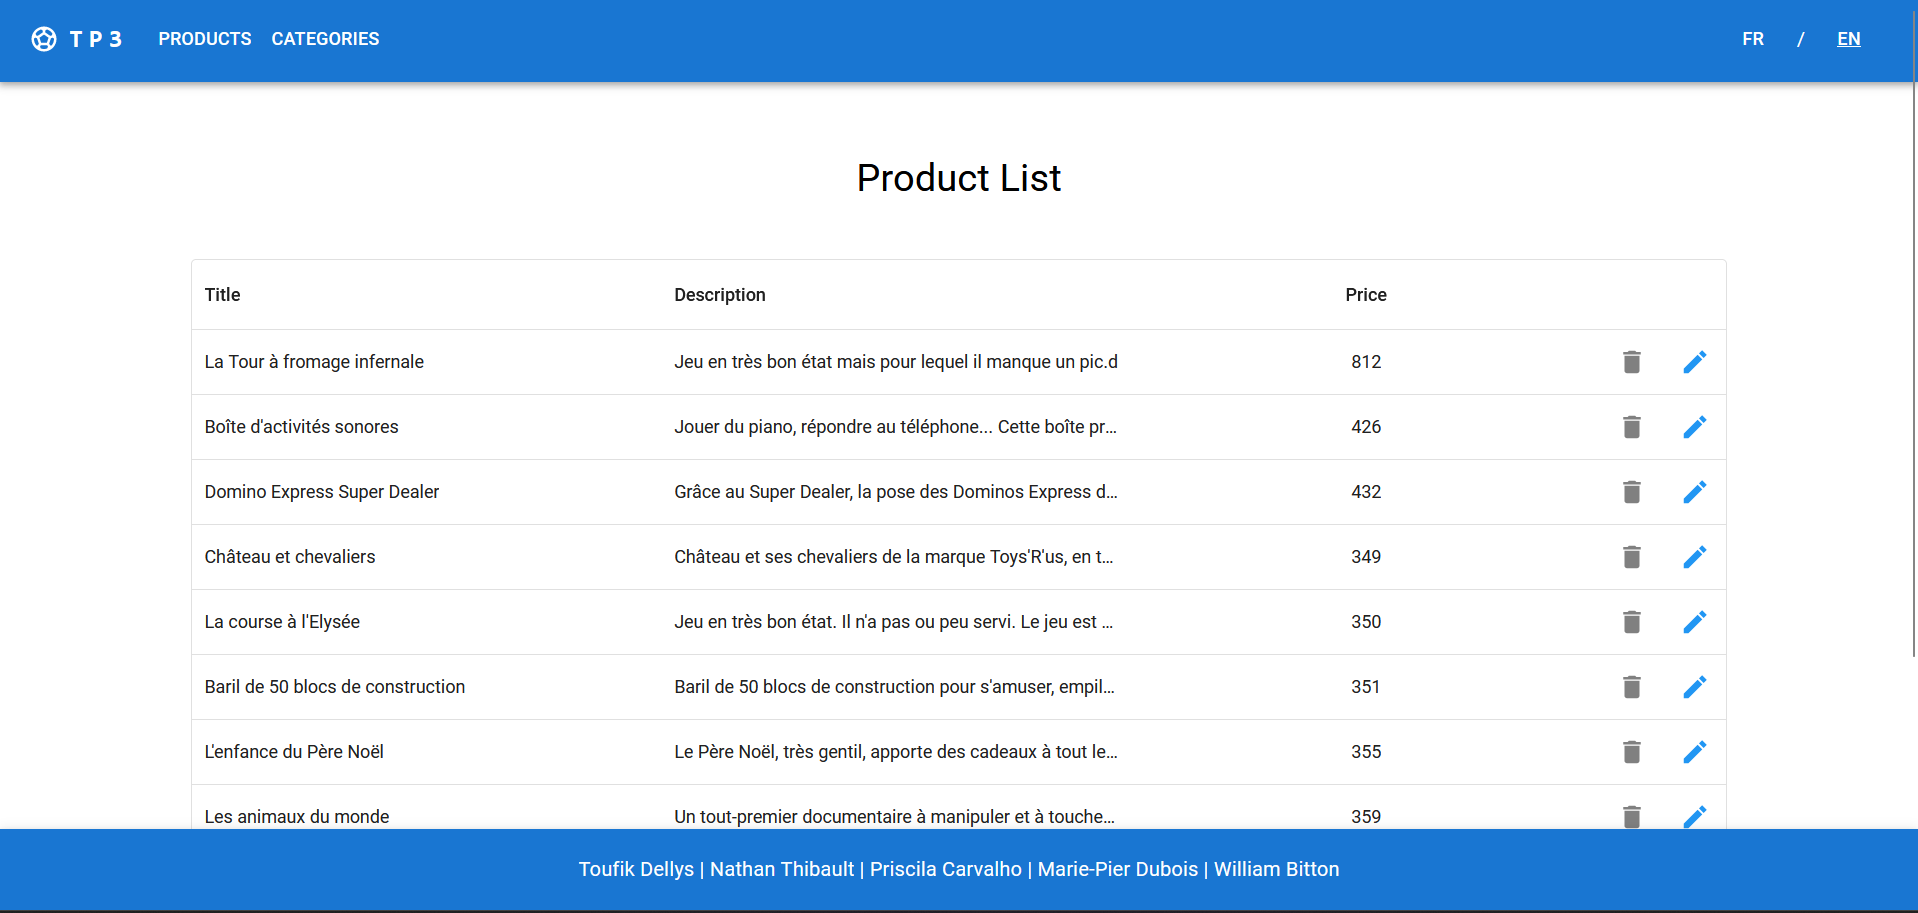 TP3 PRODUCTS CATEGORIES FR / EN
Product List
Title Description Price
La Tour à fromage infernale Jeu en très bon état mais pour lequel il manque un pic.d 812
Boîte d'activités sonores Jouer du piano, répondre au téléphone... Cette boîte pr... 426
Domino Express Super Dealer Grâce au Super Dealer, la pose des Dominos Express d... 432
Château et chevaliers Château et ses chevaliers de la marque Toys'R'us, en t... 349
La course à l'Elysée Jeu en très bon état. Il n'a pas ou peu servi. Le jeu est ... 350
Baril de 50 blocs de construction Baril de 50 blocs de construction pour s'amuser, empil... 351
L'enfance du Père Noël Le Père Noël, très gentil, apporte des cadeaux à tout le... 355
Les animaux du monde Un tout-premier documentaire à manipuler et à touche... 359
Toufik Dellys | Nathan Thibault | Priscila Carvalho | Marie-Pier Dubois | William Bitton